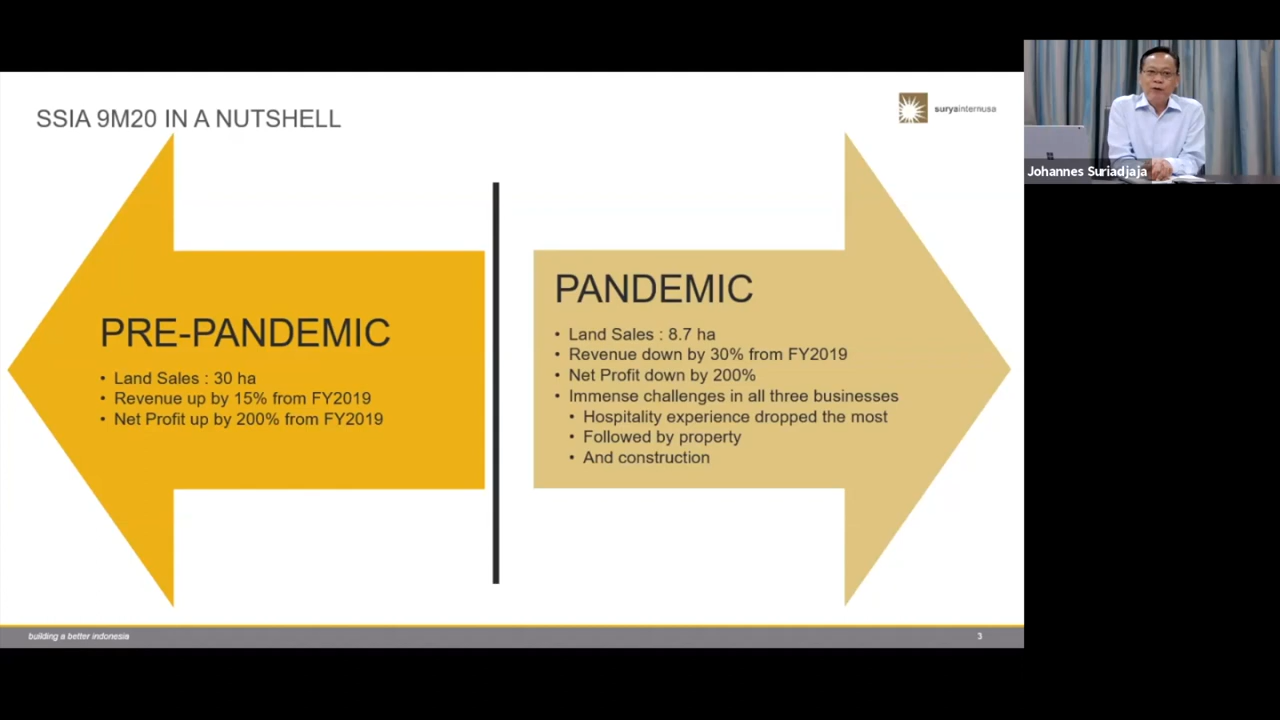 SSIA 9M20 IN A NUTSHELL
suryainternusa
Johannes Suriadjaja
PRE-PANDEMIC
• Land Sales : 30 ha
• Revenue up by 15% from FY2019
• Net Profit up by 200% from FY2019
PANDEMIC
• Land Sales : 8.7 ha
• Revenue down by 30% from FY2019
• Net Profit down by 200%
• Immense challenges in all three businesses
• Hospitality experience dropped the most
• Followed by property
• And construction
building a better indonesia
3